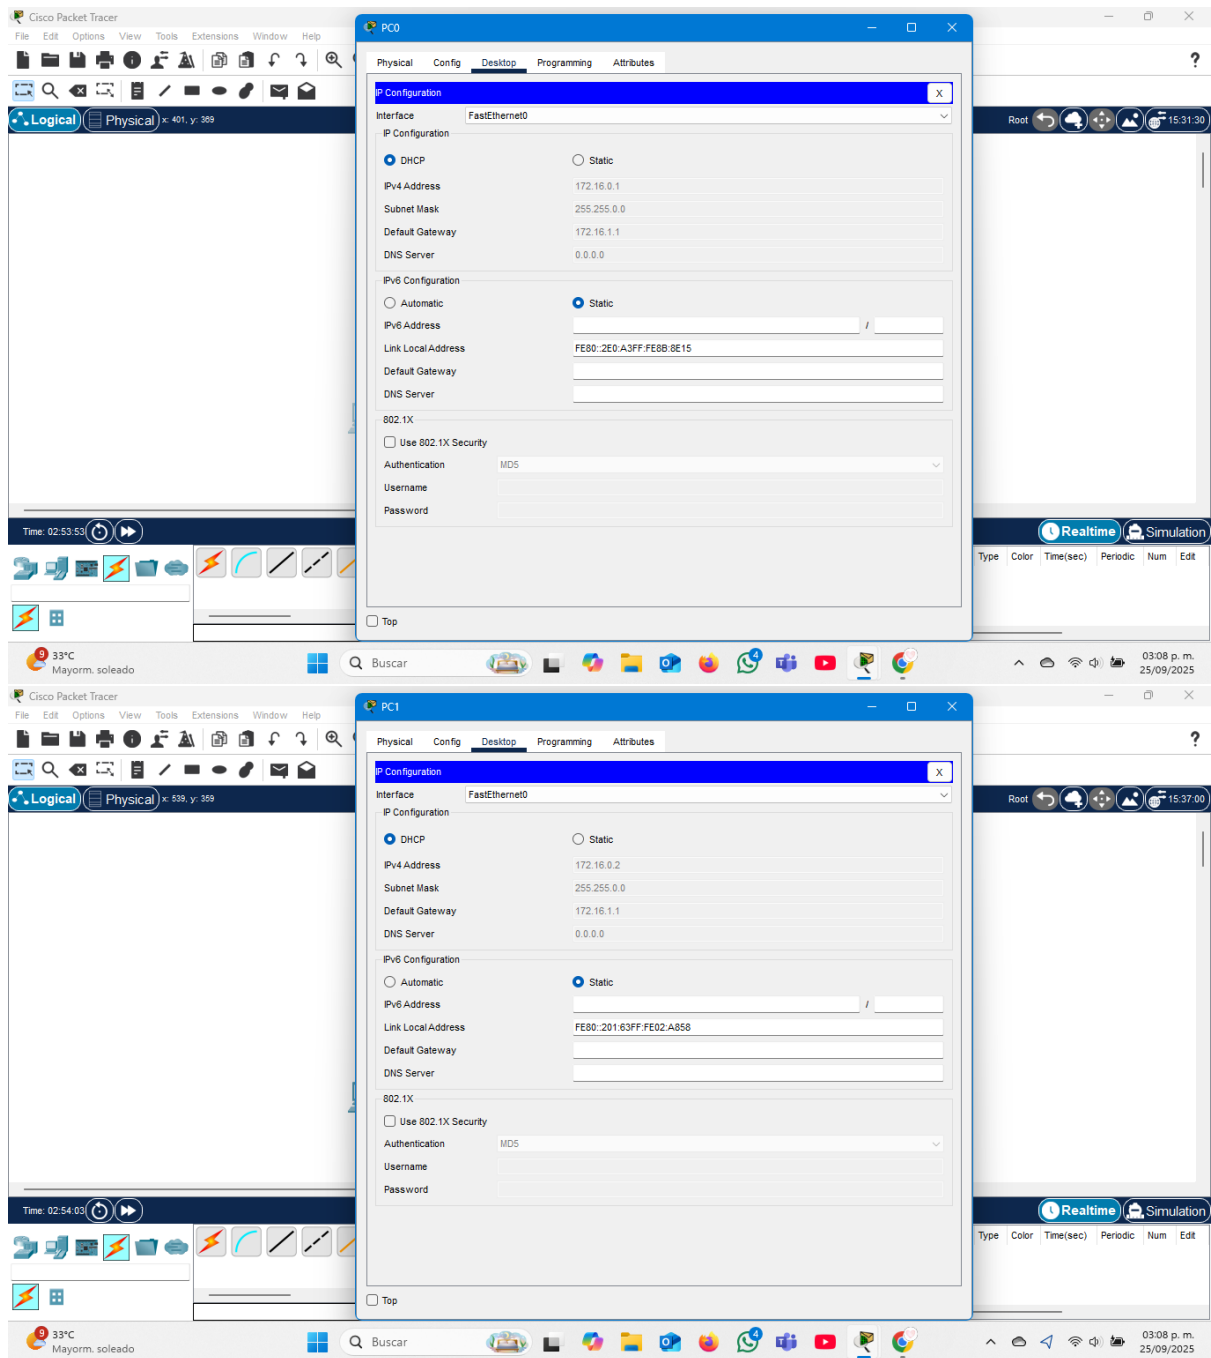 Cisco Packet Tracer
File Edit Options View Tools Extensions Window Help
?
Logical Physical x: 401, y: 369
Root 15:31:30
PC0
Physical Config Desktop Programming Attributes
IP Configuration X
Interface FastEthernet0
IP Configuration
DHCP Static
IPv4 Address 172.16.0.1
Subnet Mask 255.255.0.0
Default Gateway 172.16.1.1
DNS Server 0.0.0.0
IPv6 Configuration
Automatic Static
IPv6 Address /
Link Local Address FE80::2E0:A3FF:FE8B:8E15
Default Gateway
DNS Server
802.1X
Use 802.1X Security
Authentication MD5
Username
Password
Top
Time: 02:53:53
Realtime Simulation
Type Color Time(sec) Periodic Num Edit
9 33°C
Mayorm. soleado
Buscar
4
03:08 p. m.
25/09/2025
Cisco Packet Tracer
File Edit Options View Tools Extensions Window Help
?
Logical Physical x: 539, y: 359
Root 15:37:00
PC1
Physical Config Desktop Programming Attributes
IP Configuration X
Interface FastEthernet0
IP Configuration
DHCP Static
IPv4 Address 172.16.0.2
Subnet Mask 255.255.0.0
Default Gateway 172.16.1.1
DNS Server 0.0.0.0
IPv6 Configuration
Automatic Static
IPv6 Address /
Link Local Address FE80::201:63FF:FE02:A858
Default Gateway
DNS Server
802.1X
Use 802.1X Security
Authentication MD5
Username
Password
Top
Time: 02:54:03
Realtime Simulation
Type Color Time(sec) Periodic Num Edit
9 33°C
Mayorm. soleado
Buscar
4
03:08 p. m.
25/09/2025